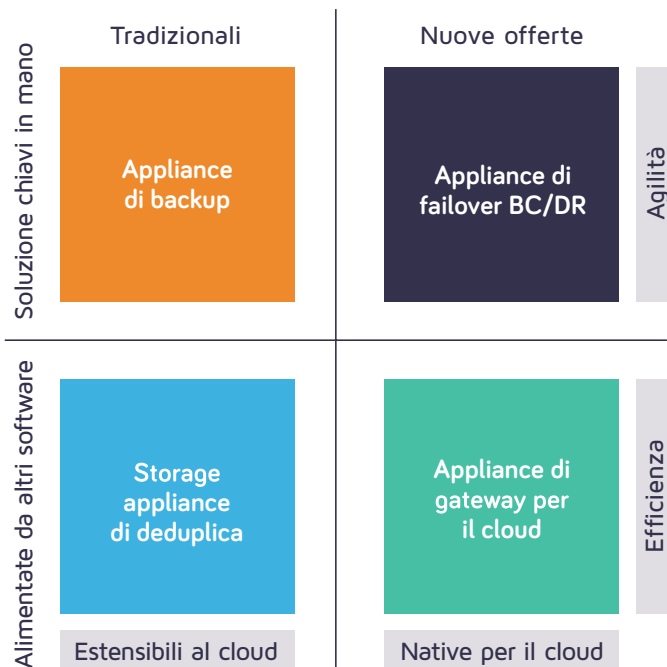 Tradizionali
Nuove offerte
Soluzione chiavi in mano
Appliance
di backup
Appliance di
failover BC/DR
Agilità
Alimentate da altri software
Storage
appliance
di deduplica
Appliance di
gateway per
il cloud
Efficienza
Estensibili al cloud
Native per il cloud